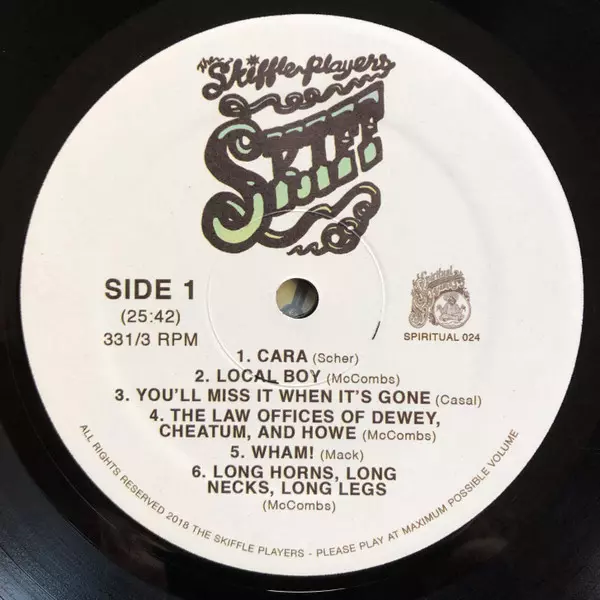 The Skiffle Players
SKIFF
SIDE 1
(25:42)
331/3 RPM
SPIRITUAL 024
1. CARA (Scher)
2. LOCAL BOY (McCombs)
3. YOU'LL MISS IT WHEN IT'S GONE (Casal)
4. THE LAW OFFICES OF DEWEY,
CHEATUM, AND HOWE (McCombs)
5. WHAM! (Mack)
6. LONG HORNS, LONG
NECKS, LONG LEGS
(McCombs)
ALL RIGHTS RESERVED 2018 THE SKIFFLE PLAYERS - PLEASE PLAY AT MAXIMUM POSSIBLE VOLUME